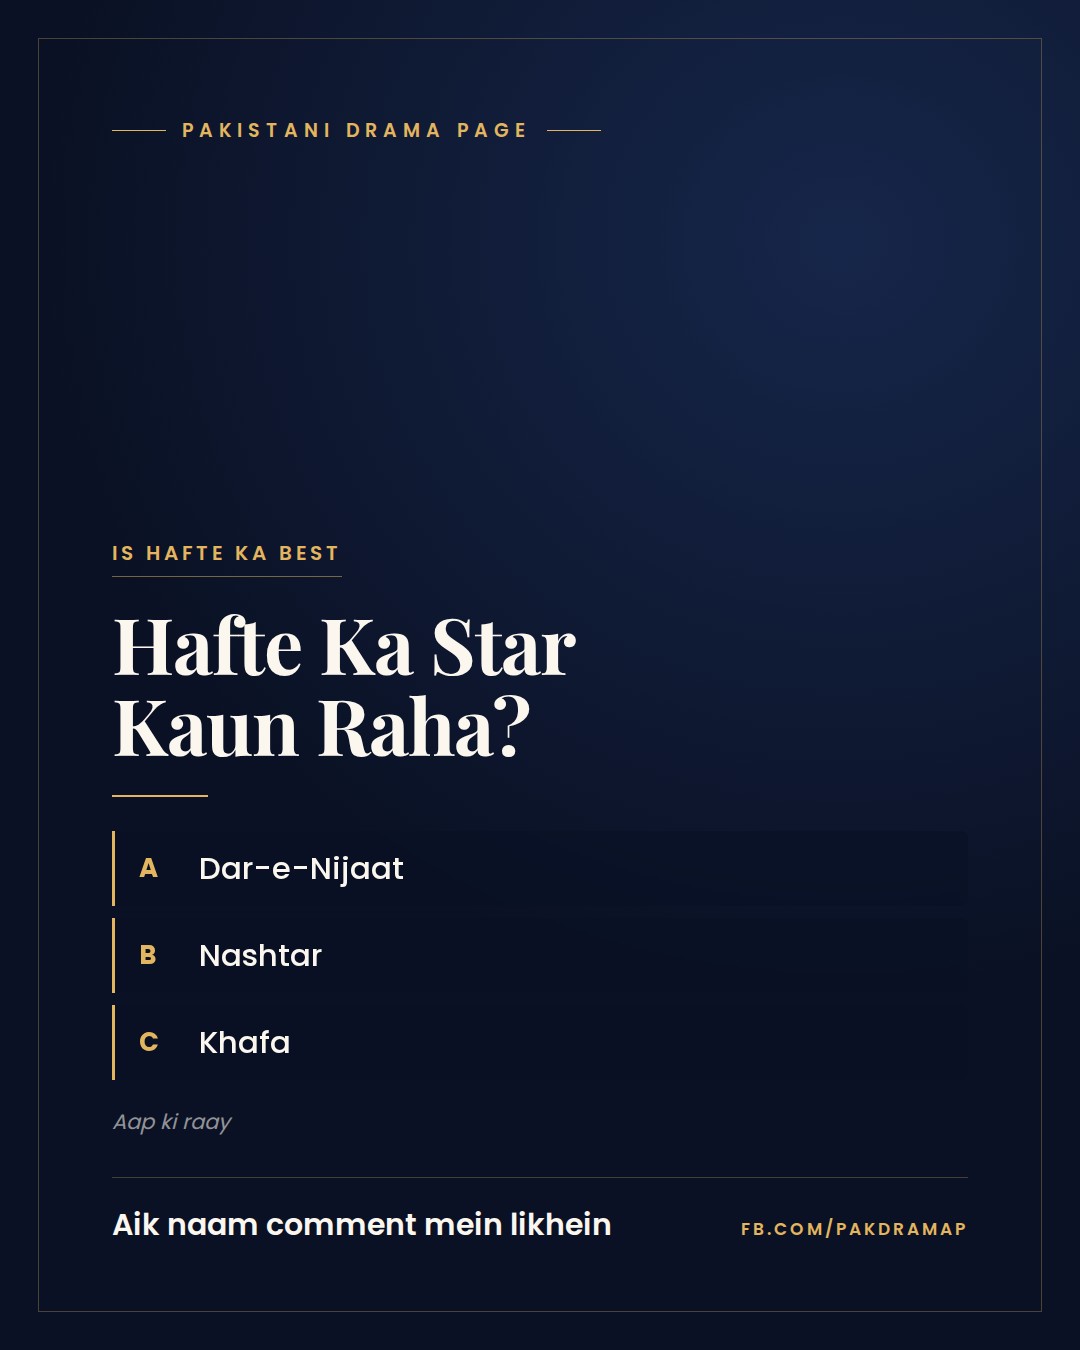 PAKISTANI DRAMA PAGE
IS HAFTE KA BEST
Hafte Ka Star
Kaun Raha?
A Dar-e-Nijaat
B Nashtar
C Khafa
Aap ki raay
Aik naam comment mein likhein
FB.COM/PAKDRAMAP